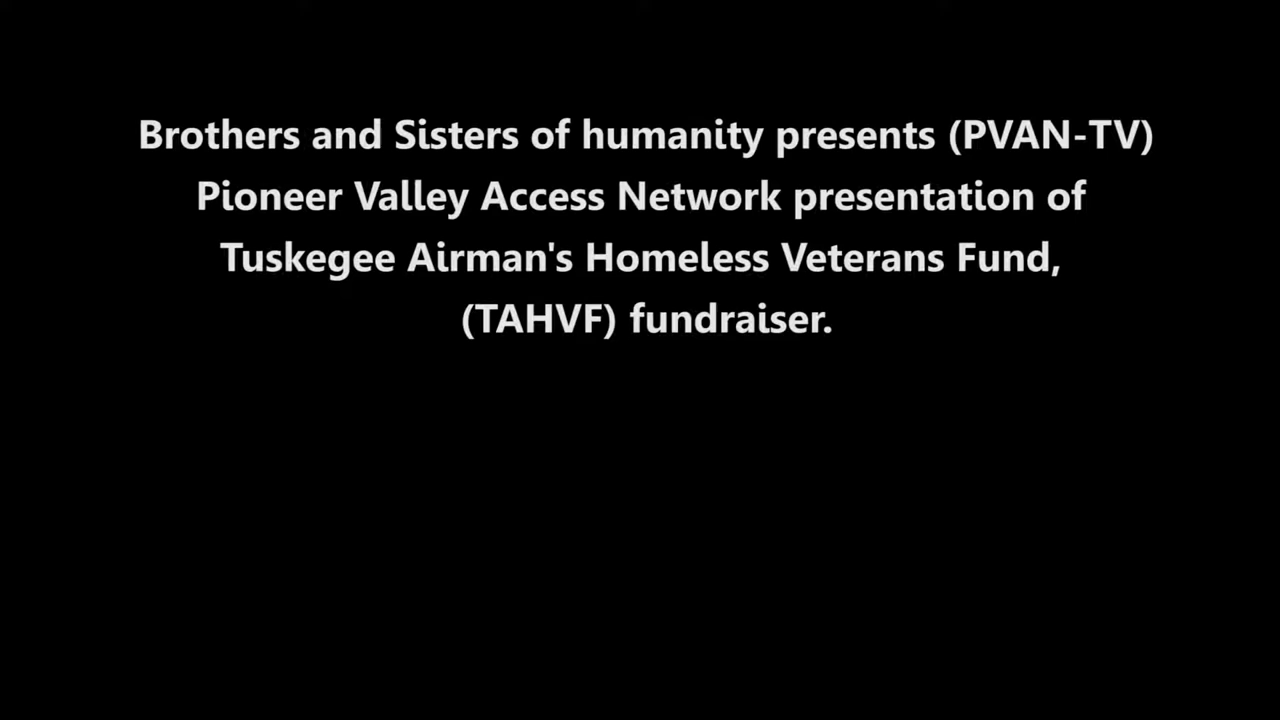 Brothers and Sisters of humanity presents (PVAN-TV)
Pioneer Valley Access Network presentation of
Tuskegee Airman's Homeless Veterans Fund,
(TAHVF) fundraiser.